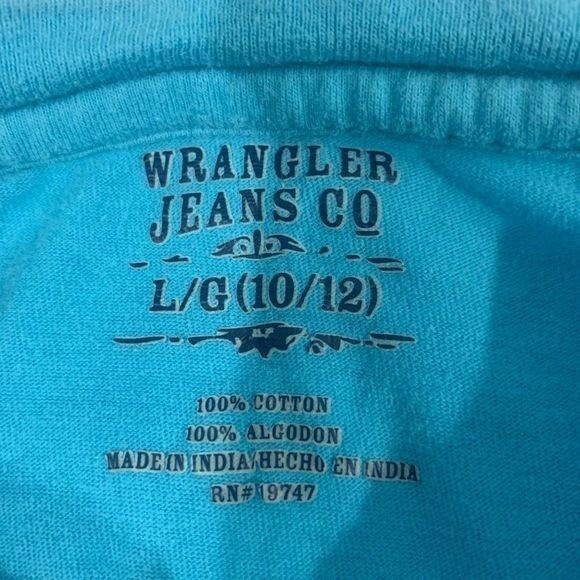 WRANGLER
JEANS CO
L/G(10/12)
100% COTTON
100% ALGODON
MADE IN INDIA/HECHO EN INDIA
RN# 19747